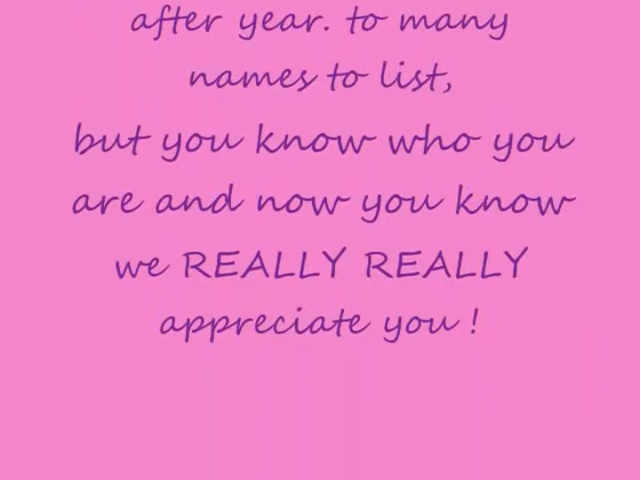 after year. to many
names to list,
but you know who you
are and now you know
we REALLY REALLY
appreciate you !